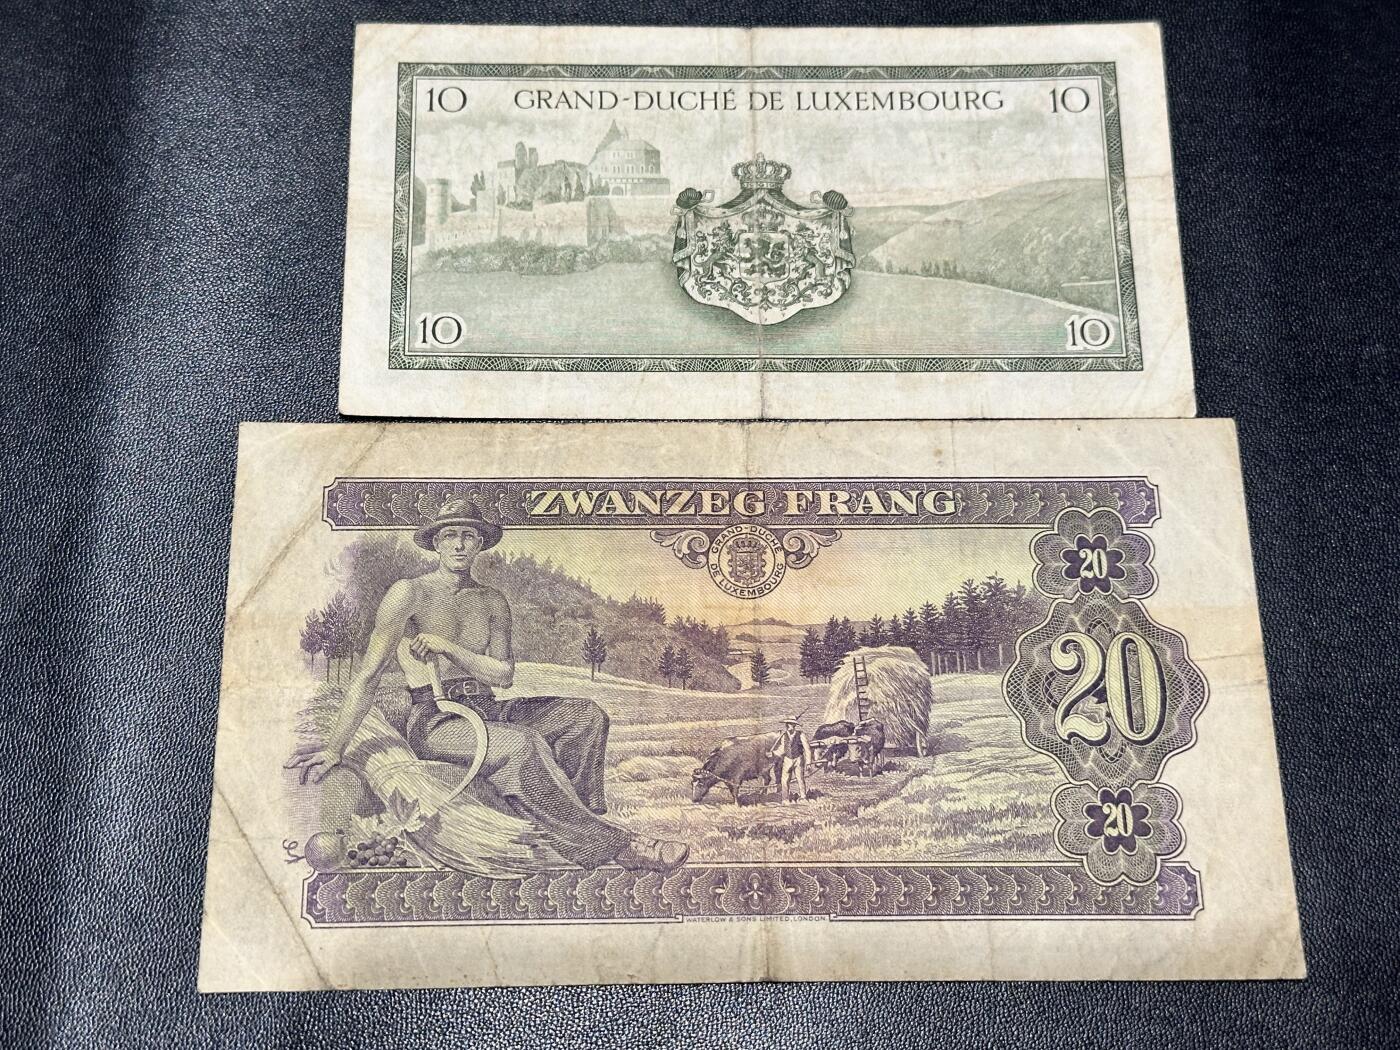 10 GRAND-DUCHÉ DE LUXEMBOURG 10
10 10
ZWANZEG FRANG
GRAND-DUCHÉ
DE LUXEMBOURG
20
20
20
WATERLOW & SONS LIMITED, LONDON